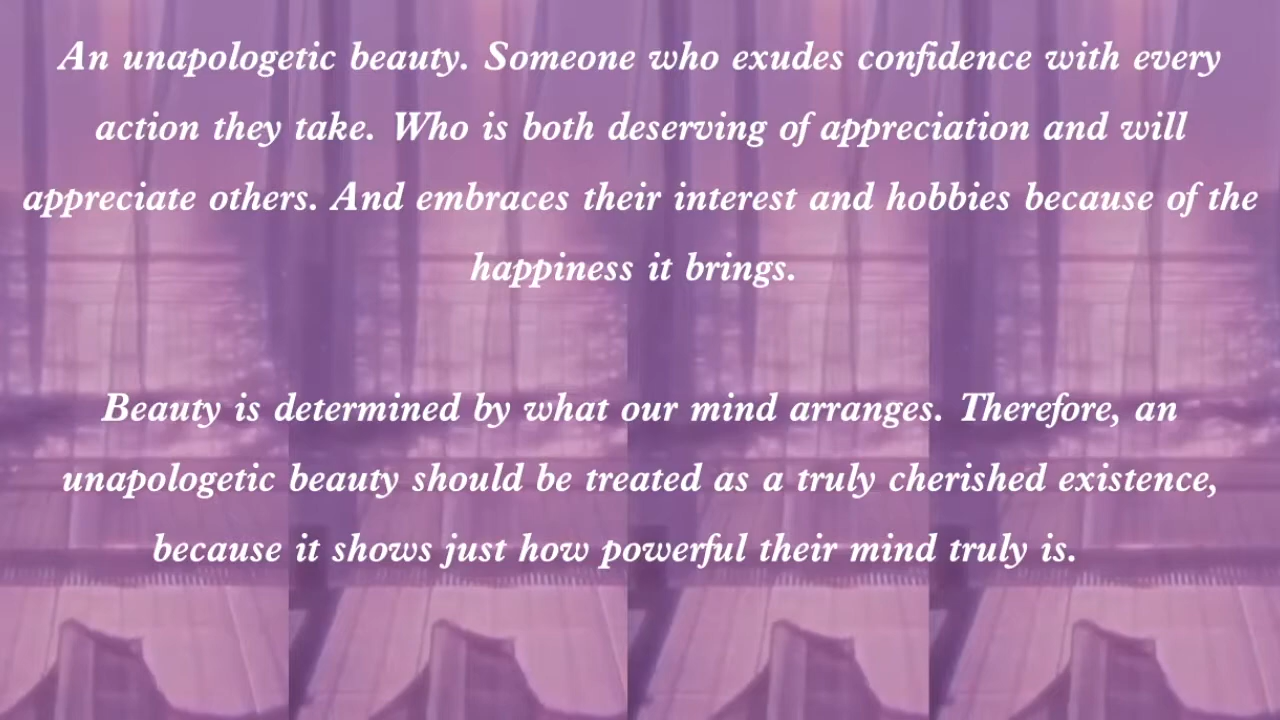 An unapologetic beauty. Someone who exudes confidence with every
action they take. Who is both deserving of appreciation and will
appreciate others. And embraces their interest and hobbies because of the
happiness it brings.
Beauty is determined by what our mind arranges. Therefore, an
unapologetic beauty should be treated as a truly cherished existence,
because it shows just how powerful their mind truly is.